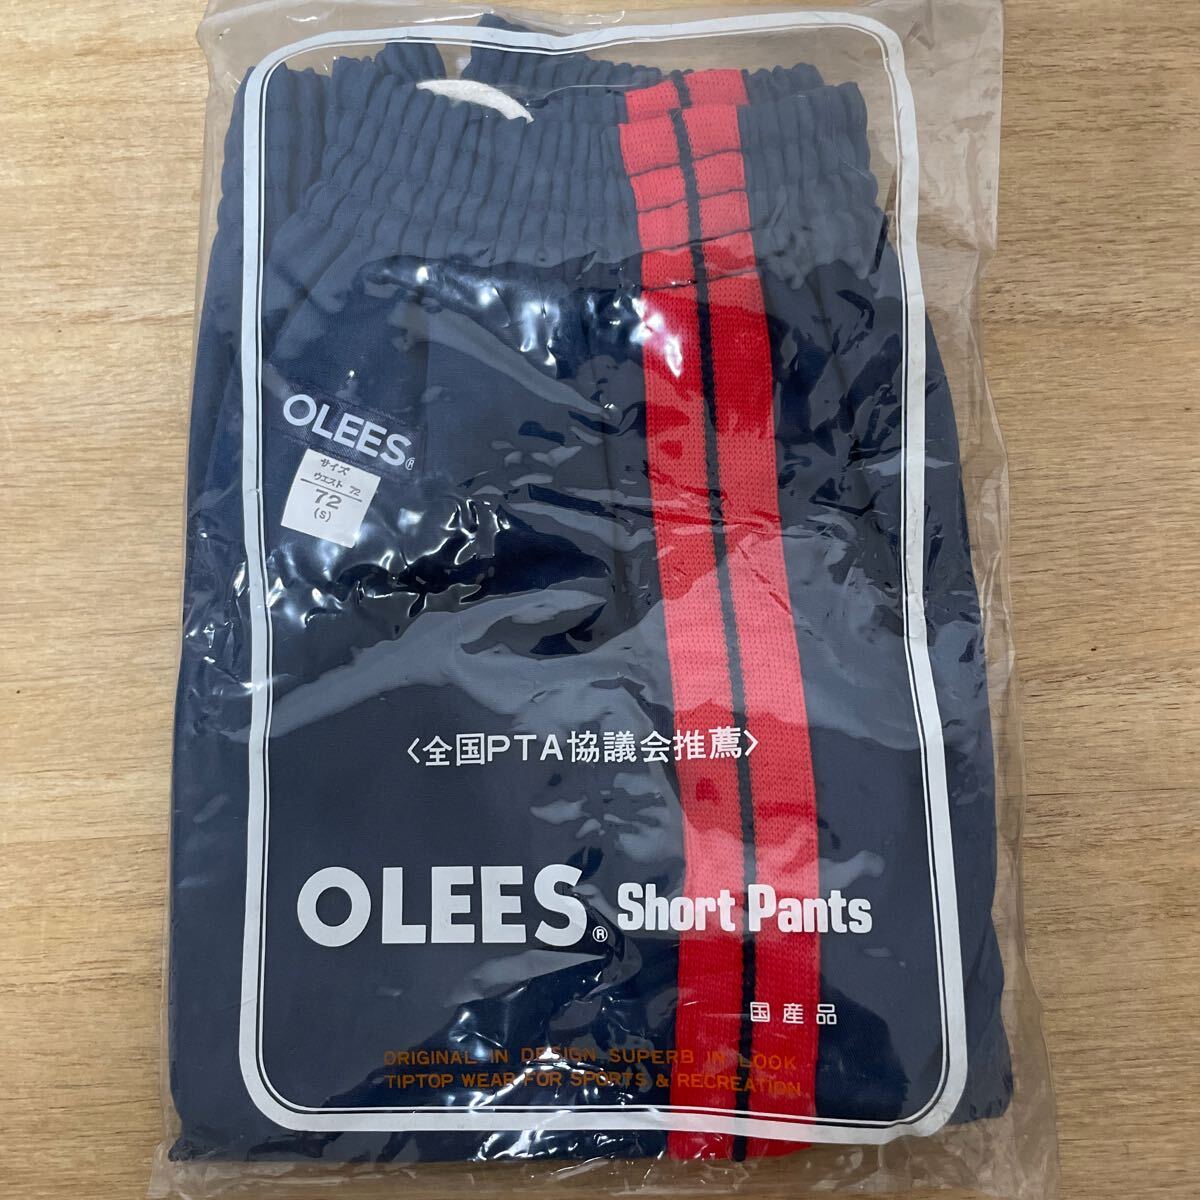 OLEES®
サイズ
ウエスト 72
72
(S)
〈全国PTA協議会推薦〉
OLEES® Short Pants
国産品
ORIGINAL IN DESIGN SUPERB IN LOOK
TIPTOP WEAR FOR SPORTS & RECREATION